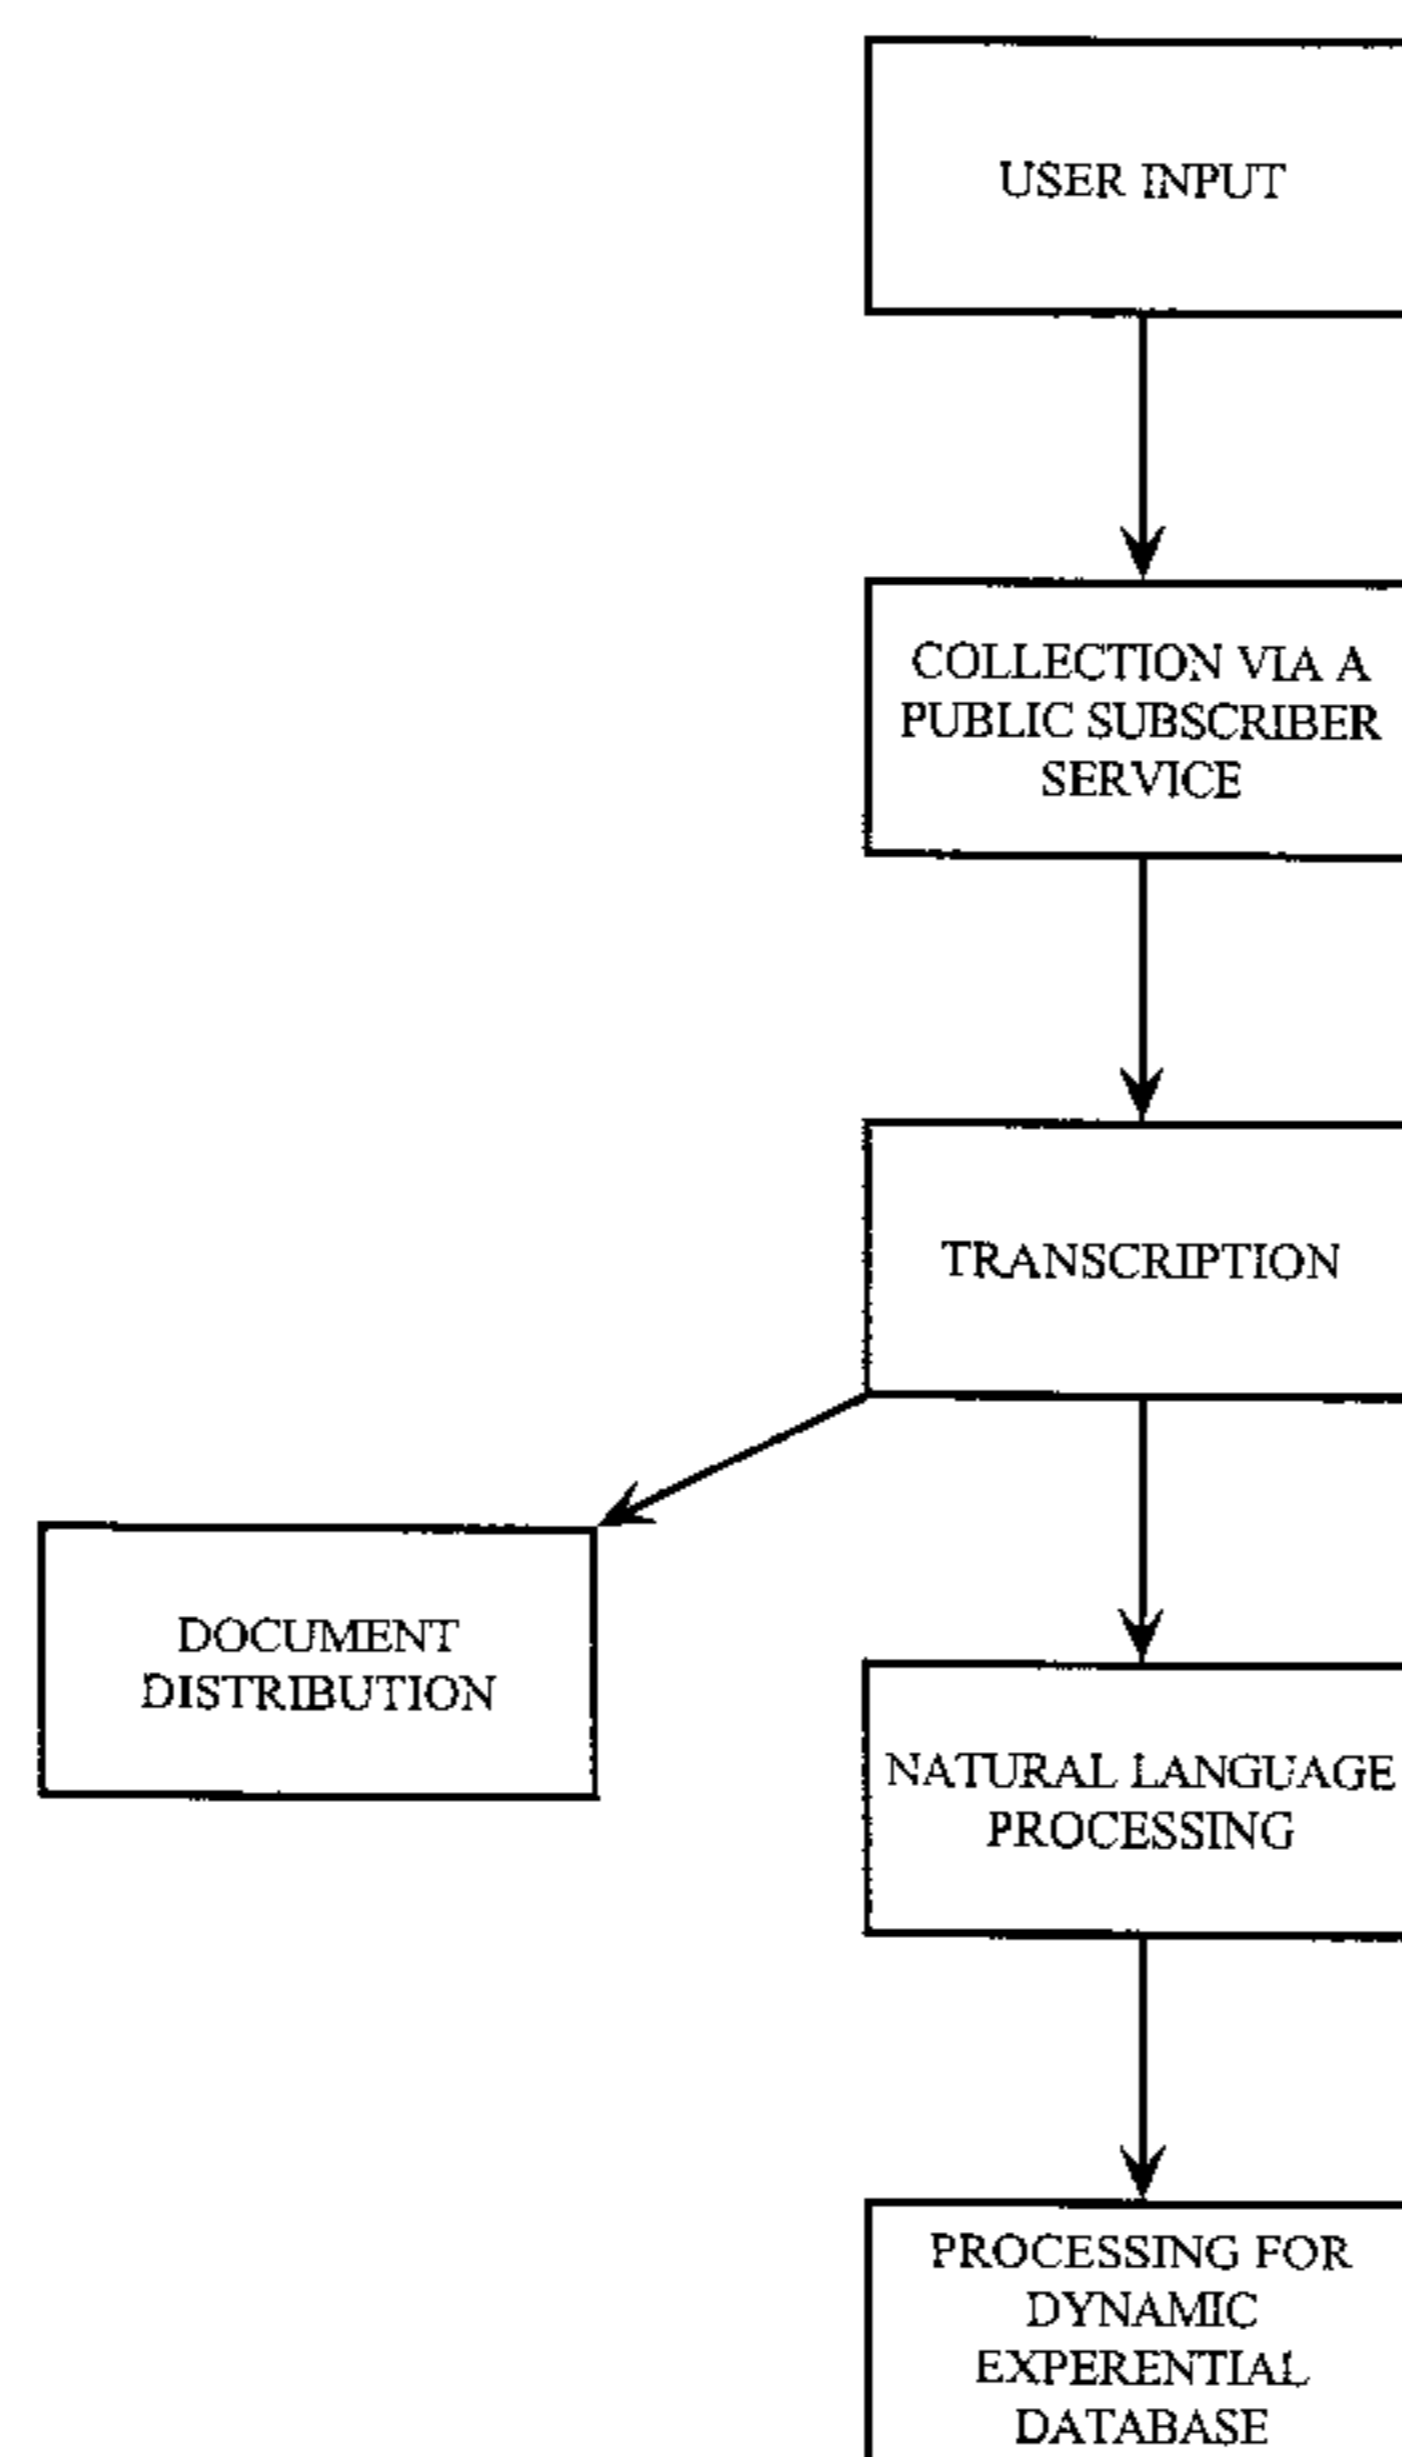 USER INPUT
COLLECTION VIA A
PUBLIC SUBSCRIBER
SERVICE
TRANSCRIPTION
DOCUMENT
DISTRIBUTION
NATURAL LANGUAGE
PROCESSING
PROCESSING FOR
DYNAMIC
EXPERENTIAL
DATABASE